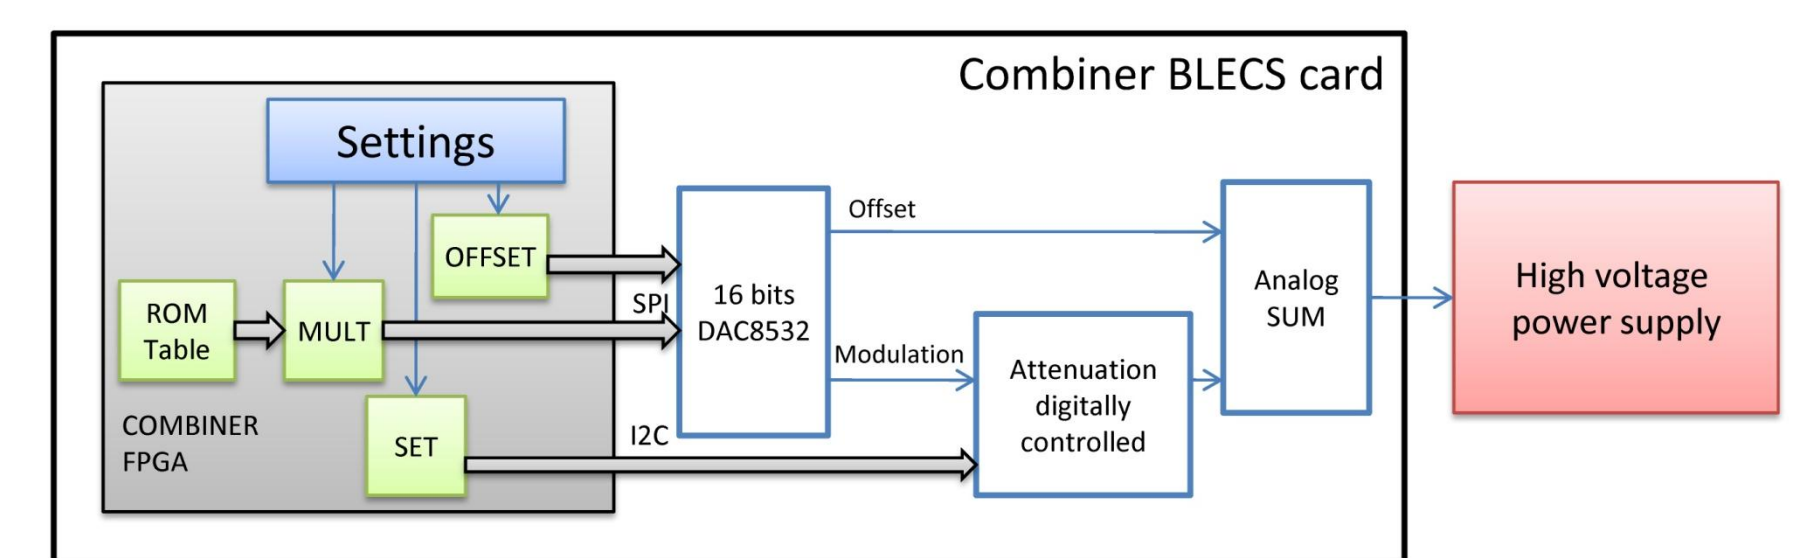 Combiner BLECS card
Settings
OFFSET
ROM
Table
MULT
SET
COMBINER
FPGA
SPI
I2C
16 bits
DAC8532
Offset
Modulation
Attenuation
digitally
controlled
Analog
SUM
High voltage
power supply